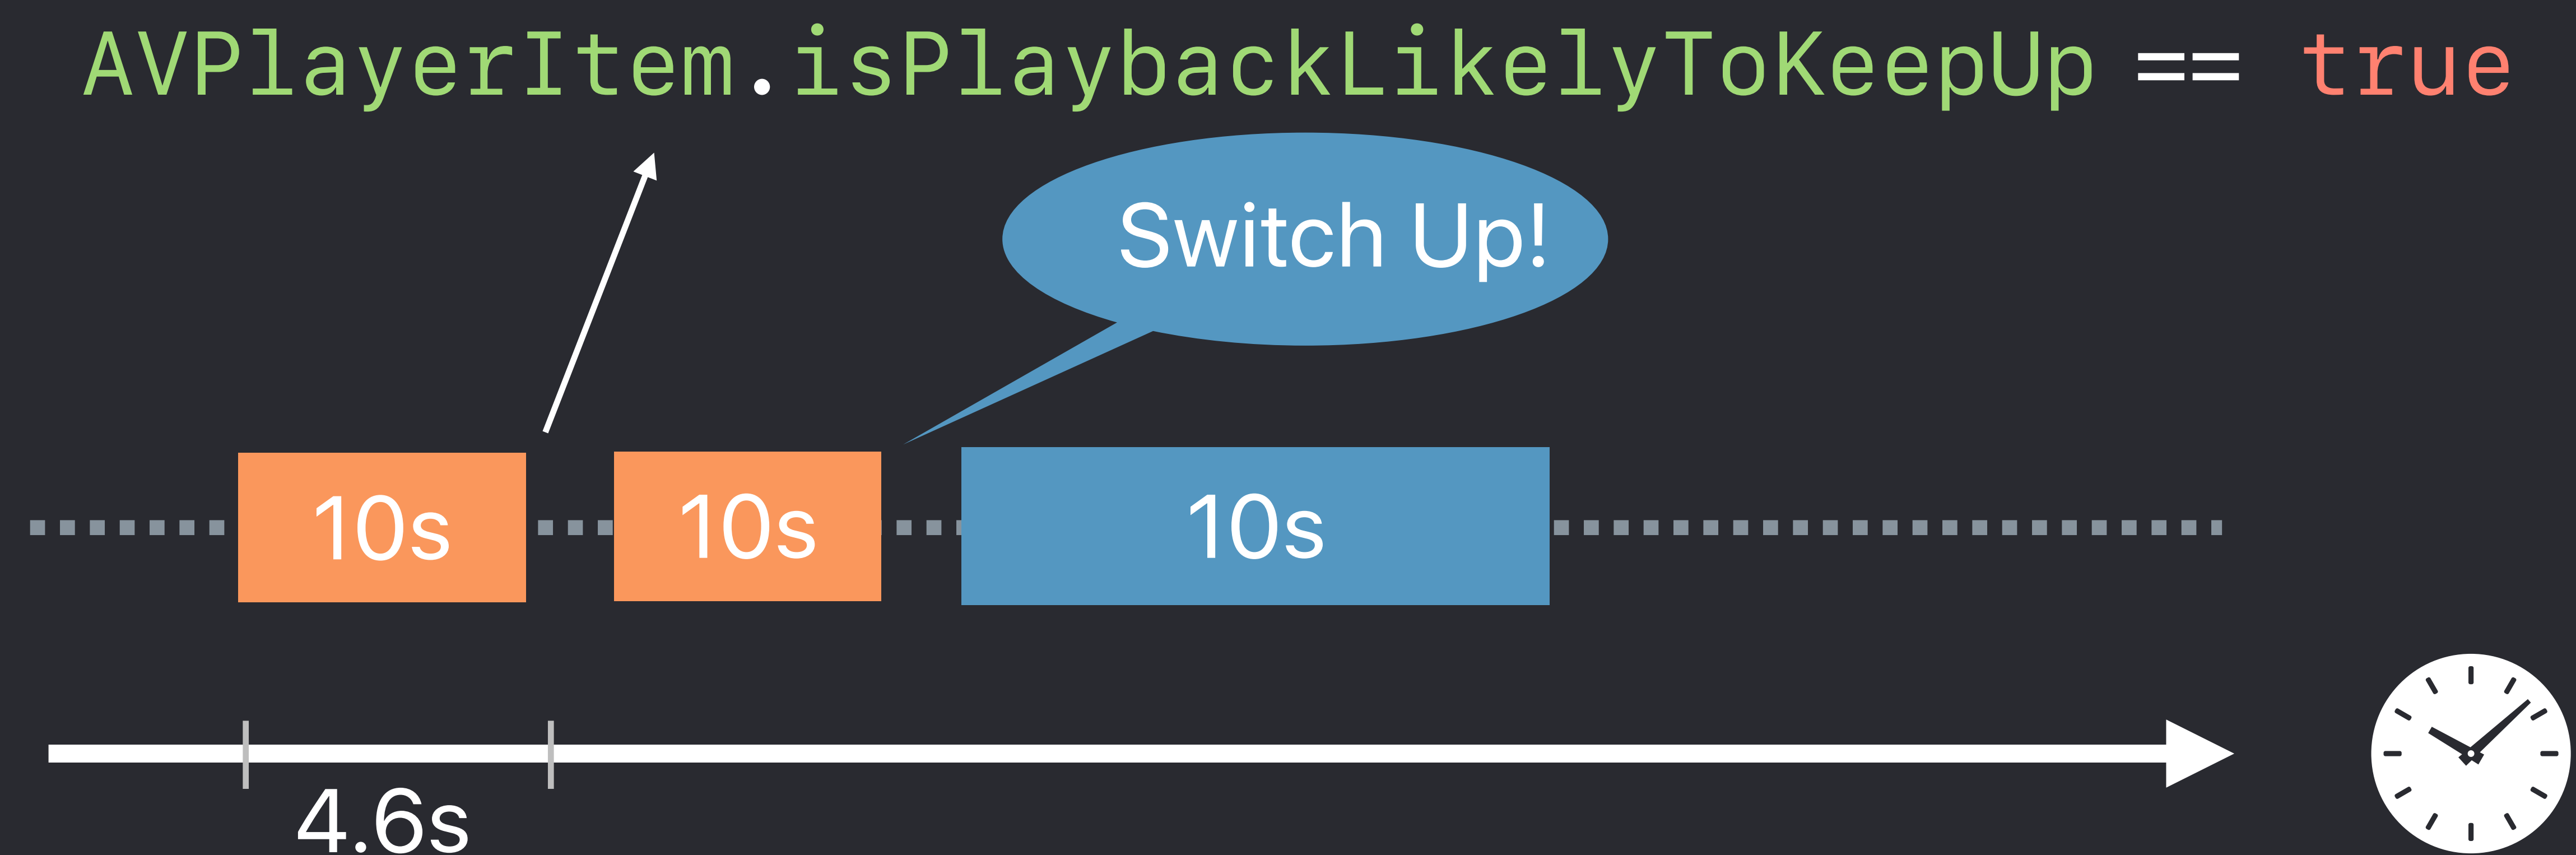 AVPlayerItem.isPlaybackLikelyToKeepUp == true
Switch Up!
10s
10s
10s
4.6s